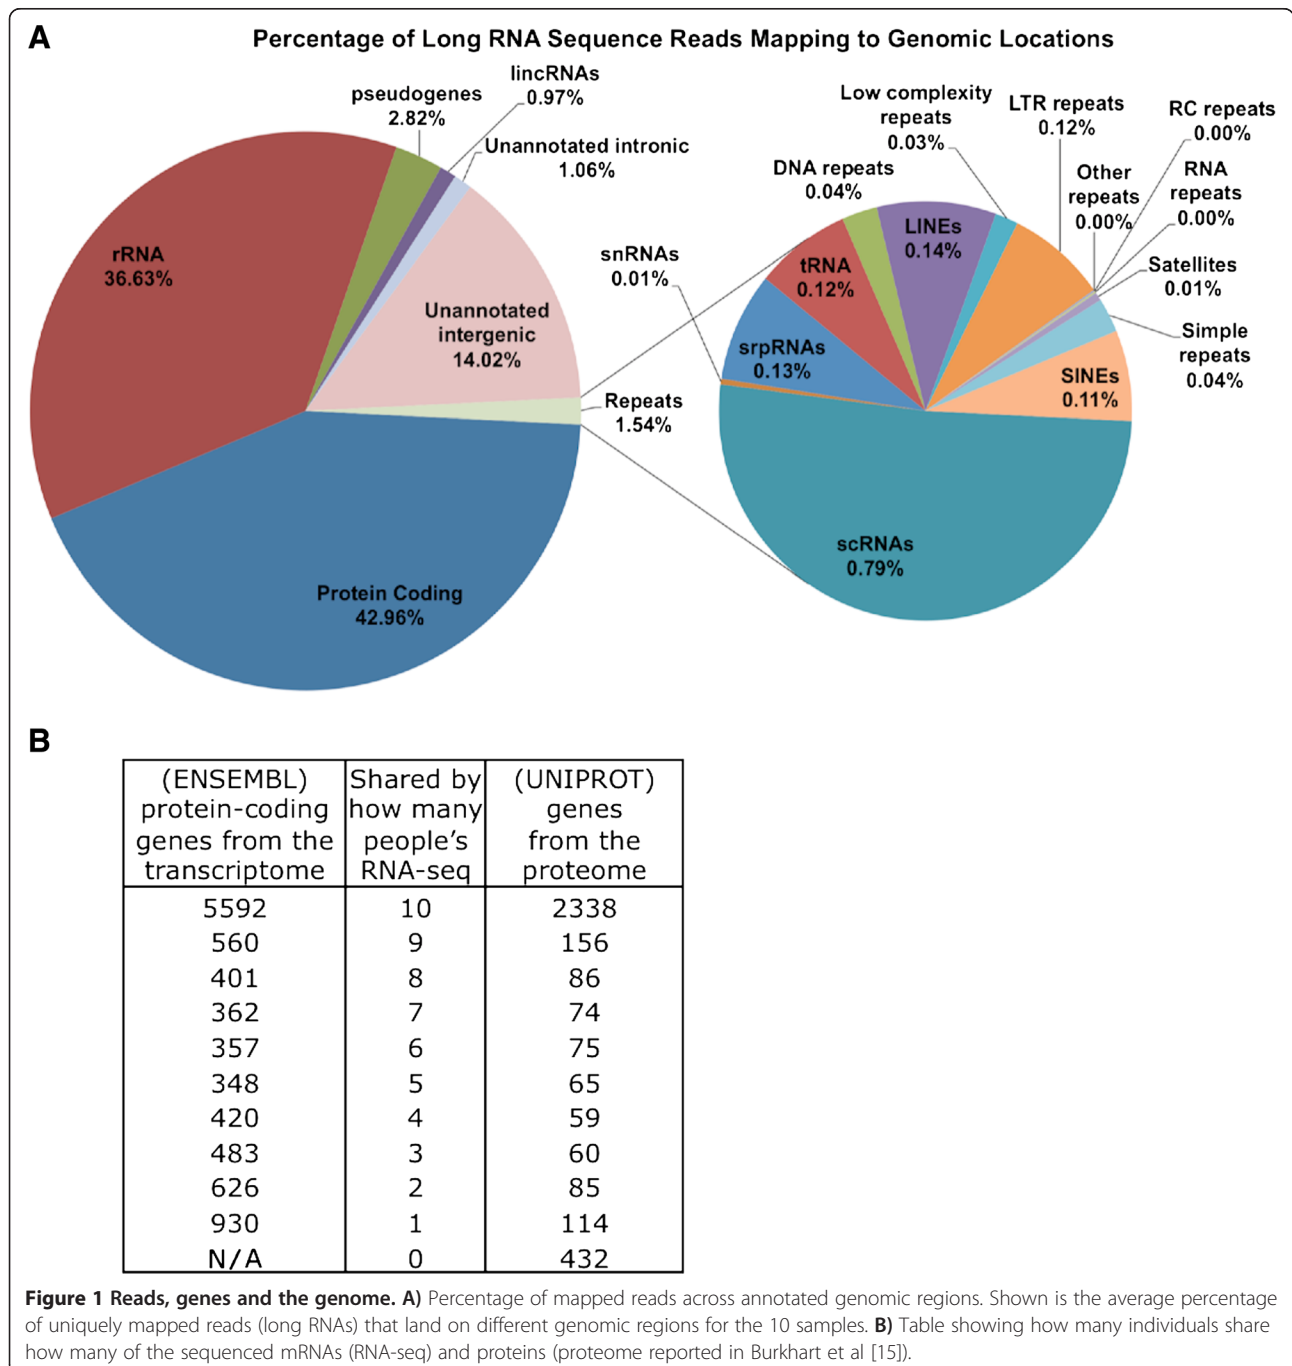 A
Percentage of Long RNA Sequence Reads Mapping to Genomic Locations
rRNA
36.63%
pseudogenes
2.82%
lincRNAs
0.97%
Unannotated intronic
1.06%
Unannotated
intergenic
14.02%
Repeats
1.54%
Protein Coding
42.96%
snRNAs
0.01%
srpRNAs
0.13%
tRNA
0.12%
DNA repeats
0.04%
LINEs
0.14%
Low complexity
repeats
0.03%
LTR repeats
0.12%
Other
repeats
0.00%
RC repeats
0.00%
RNA
repeats
0.00%
Satellites
0.01%
Simple
repeats
0.04%
SINEs
0.11%
scRNAs
0.79%
B
(ENSEMBL)
protein-coding
genes from the
transcriptome
Shared by
how many
people's
RNA-seq
(UNIPROT)
genes
from the
proteome
5592 10 2338
560 9 156
401 8 86
362 7 74
357 6 75
348 5 65
420 4 59
483 3 60
626 2 85
930 1 114
N/A 0 432
Figure 1 Reads, genes and the genome. A) Percentage of mapped reads across annotated genomic regions. Shown is the average percentage
of uniquely mapped reads (long RNAs) that land on different genomic regions for the 10 samples. B) Table showing how many individuals share
how many of the sequenced mRNAs (RNA-seq) and proteins (proteome reported in Burkhart et al [15]).